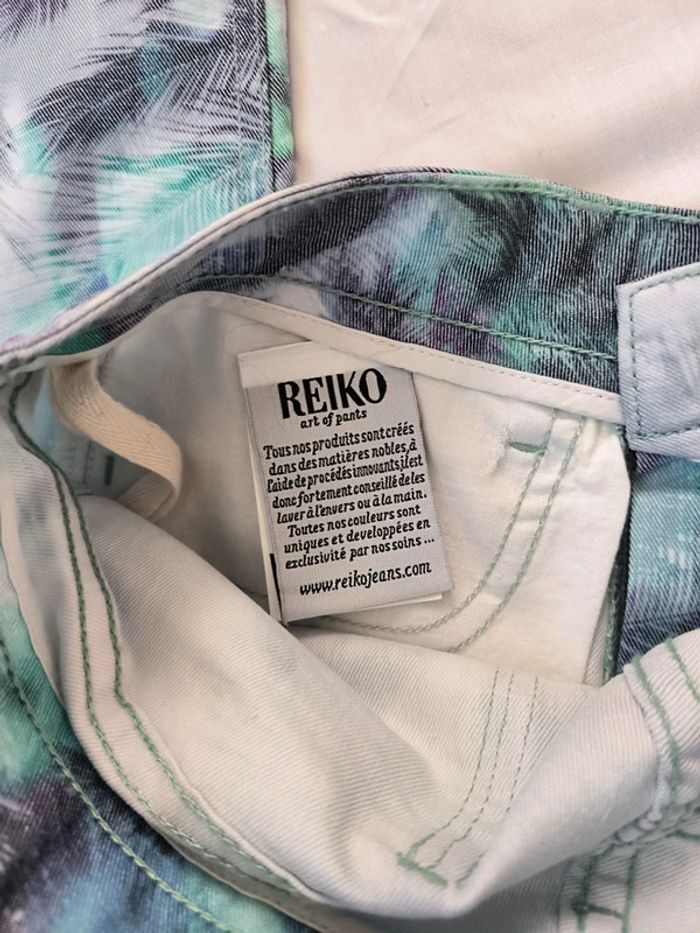 REIKO
art of pants
Tous nos produits sont créés
dans des matières nobles, à
l'aide de procédés innovants, il est
donc fortement conseillé de les
laver à l'envers ou à la main.
Toutes nos couleurs sont
uniques et developpées en
exclusivité par nos soins ...
www.reikojeans.com